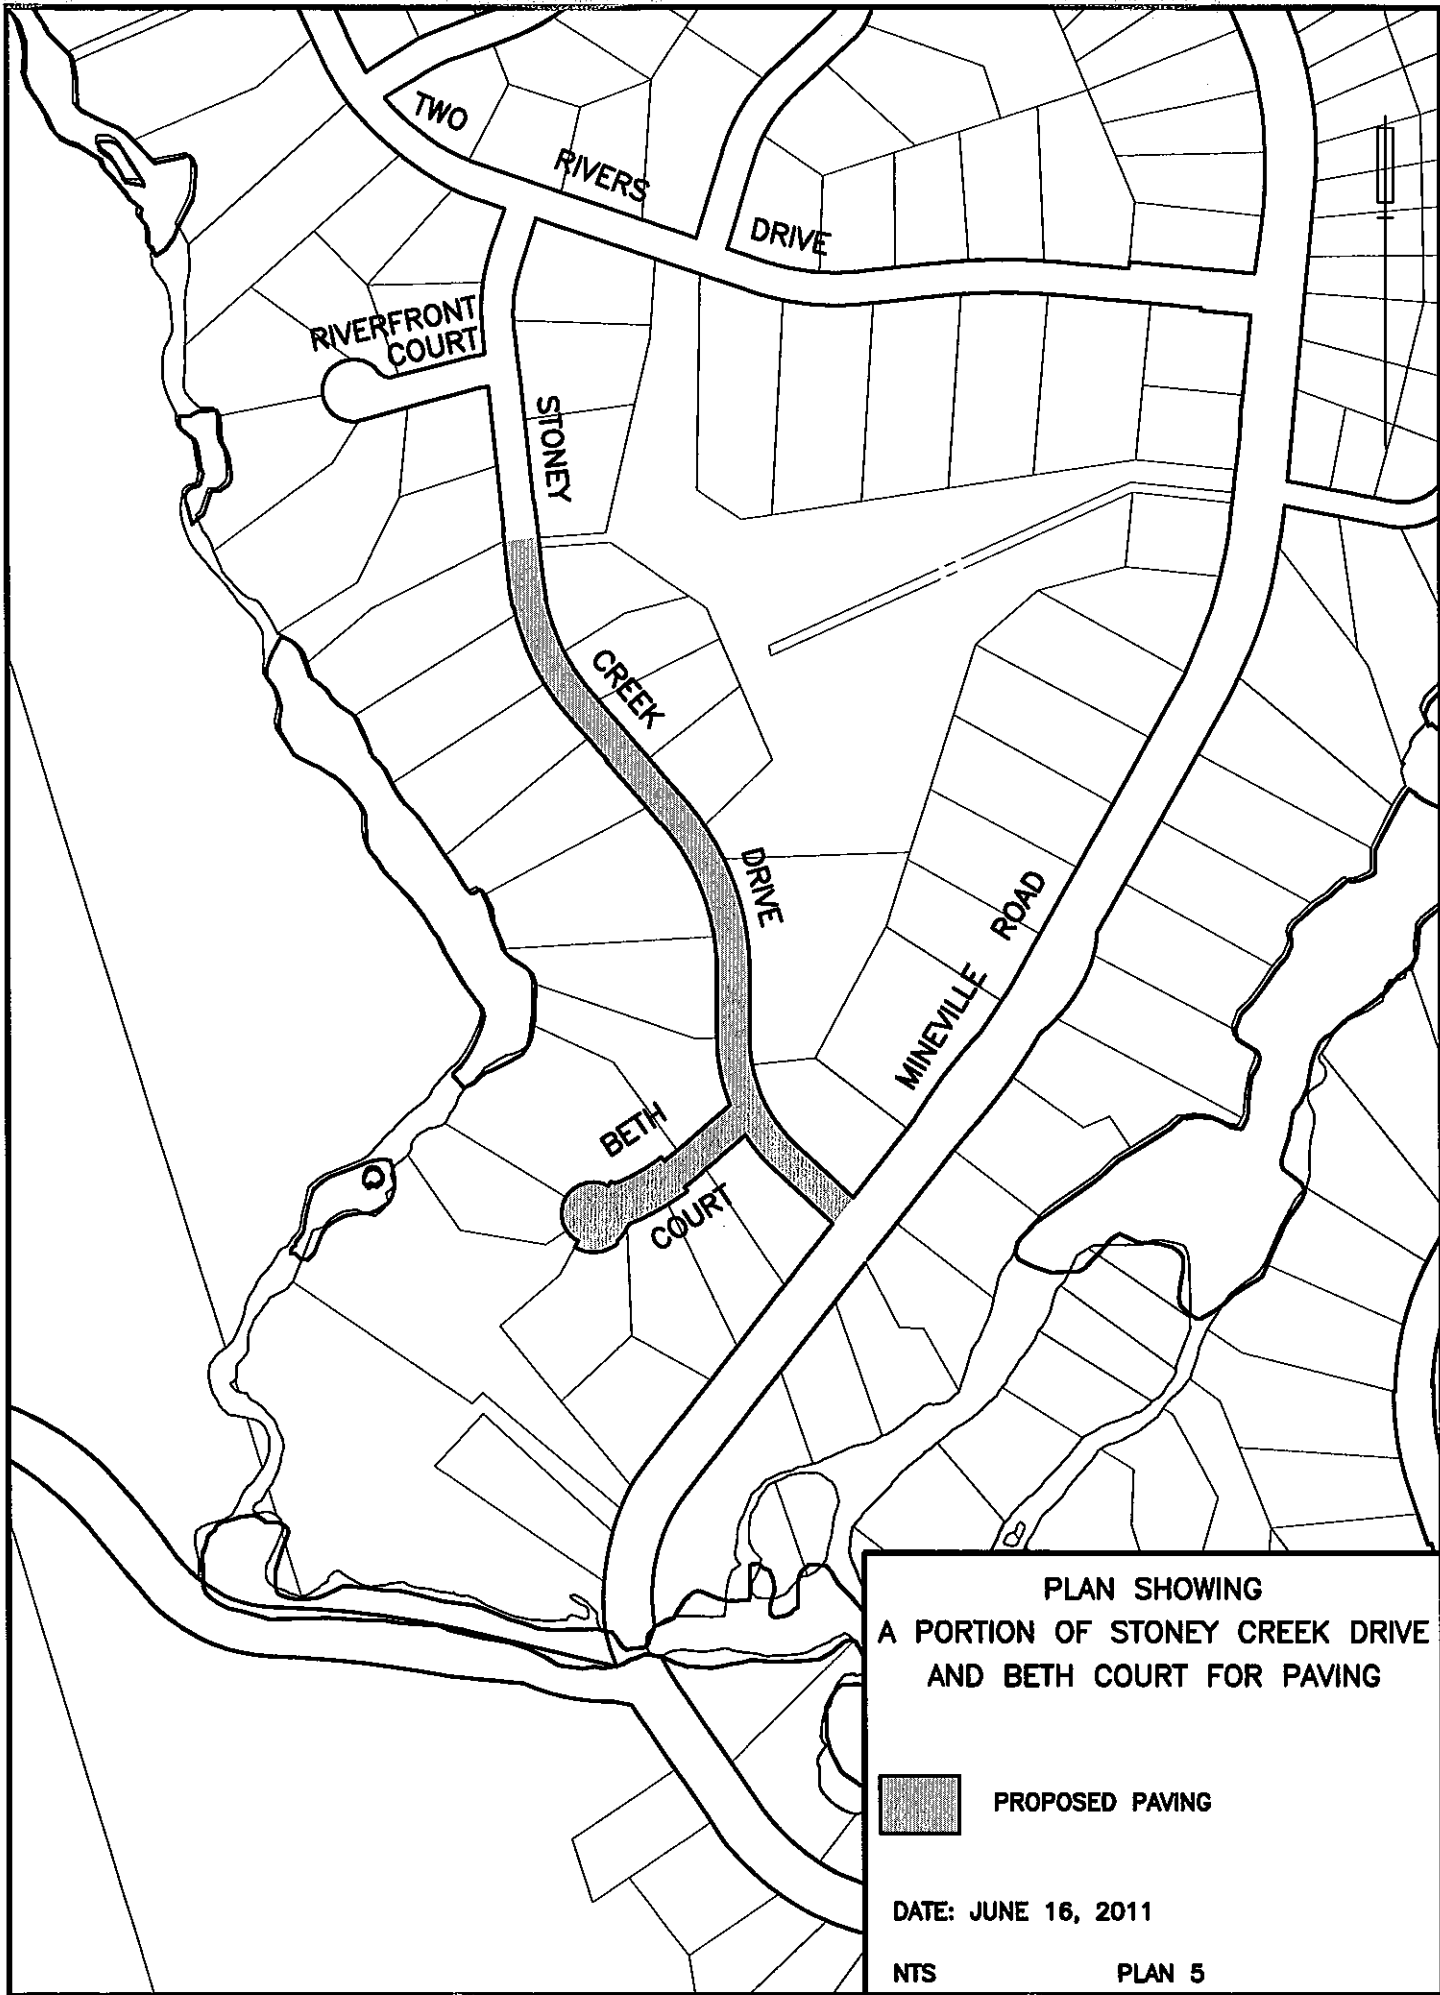 TWO
RIVERS
DRIVE
RIVERFRONT
COURT
STONEY
CREEK
DRIVE
MINEVILLE ROAD
BETH
COURT
PLAN SHOWING
A PORTION OF STONEY CREEK DRIVE
AND BETH COURT FOR PAVING
PROPOSED PAVING
DATE: JUNE 16, 2011
NTS PLAN 5